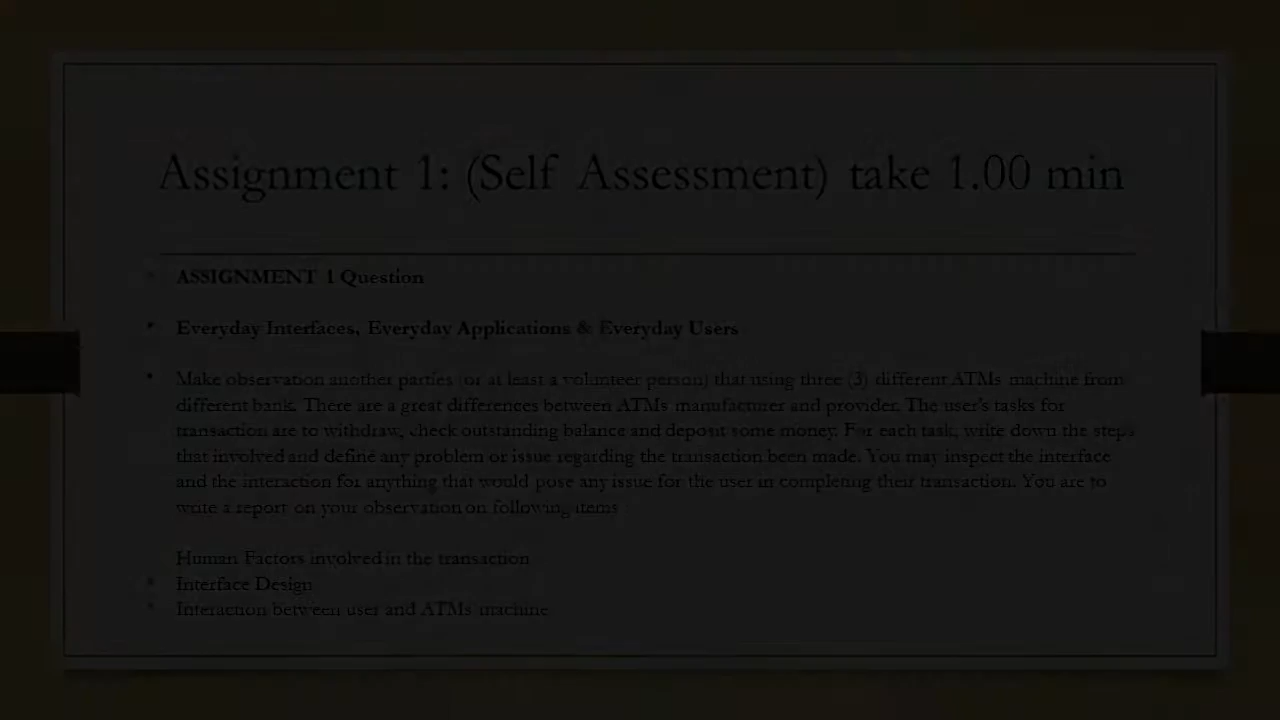 Assignment 1: (Self Assessment) take 1.00 min
ASSIGNMENT 1 Question
Everyday Interfaces, Everyday Applications & Everyday Users
Make observation another parties (or at least a volunteer person) that using three (3) different ATMs machine from
different bank. There are a great differences between ATMs manufacturer and provider. The user's tasks for
transaction are to withdraw, check outstanding balance and deposit some money. For each task, write down the steps
that involved and define any problem or issue regarding the transaction been made. You may inspect the interface
and the interaction for anything that would pose any issue for the user in completing their transaction. You are to
write a report on your observation on following items
Human Factors involved in the transaction
Interface Design
Interaction between user and ATMs machine